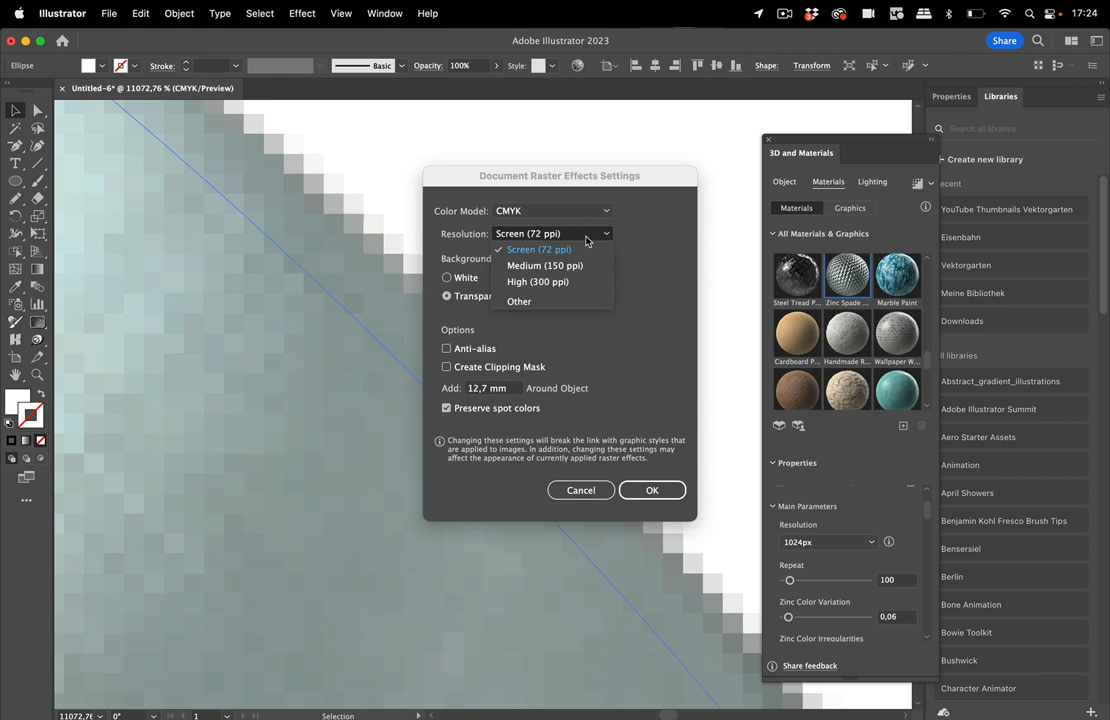 Illustrator File Edit Object Type Select Effect View Window Help 17:24
Adobe Illustrator 2023
Share
Ellipse Stroke: Basic Opacity: 100% Style: Shape: Transform
× Untitled-6* @ 11072,76 % (CMYK/Preview)
Properties Libraries
Search all libraries
Create new library
ecent
YouTube Thumbnails Vektorgarten
Eisenbahn
Vektorgarten
Meine Bibliothek
Downloads
ll libraries
Abstract_gradient_illustrations
Adobe Illustrator Summit
Aero Starter Assets
Animation
April Showers
Benjamin Kohl Fresco Brush Tips
Bensersiel
Berlin
Bone Animation
Bowie Toolkit
Bushwick
Character Animator
3D and Materials
Object Materials Lighting
Materials Graphics
All Materials & Graphics
Steel Tread P... Zinc Spade ... Marble Paint
Cardboard P... Handmade R... Wallpaper W...
Properties
Main Parameters
Resolution
1024px
Repeat
100
Zinc Color Variation
0,06
Zinc Color Irregularities
Share feedback
Document Raster Effects Settings
Color Model: CMYK
Resolution: Screen (72 ppi)
Screen (72 ppi)
Medium (150 ppi)
High (300 ppi)
Other
Background
White
Transpar
Options
Anti-alias
Create Clipping Mask
Add: 12,7 mm Around Object
Preserve spot colors
Changing these settings will break the link with graphic styles that
are applied to images. In addition, changing these settings may
affect the appearance of currently applied raster effects.
Cancel OK
11072,76 0° 1 Selection